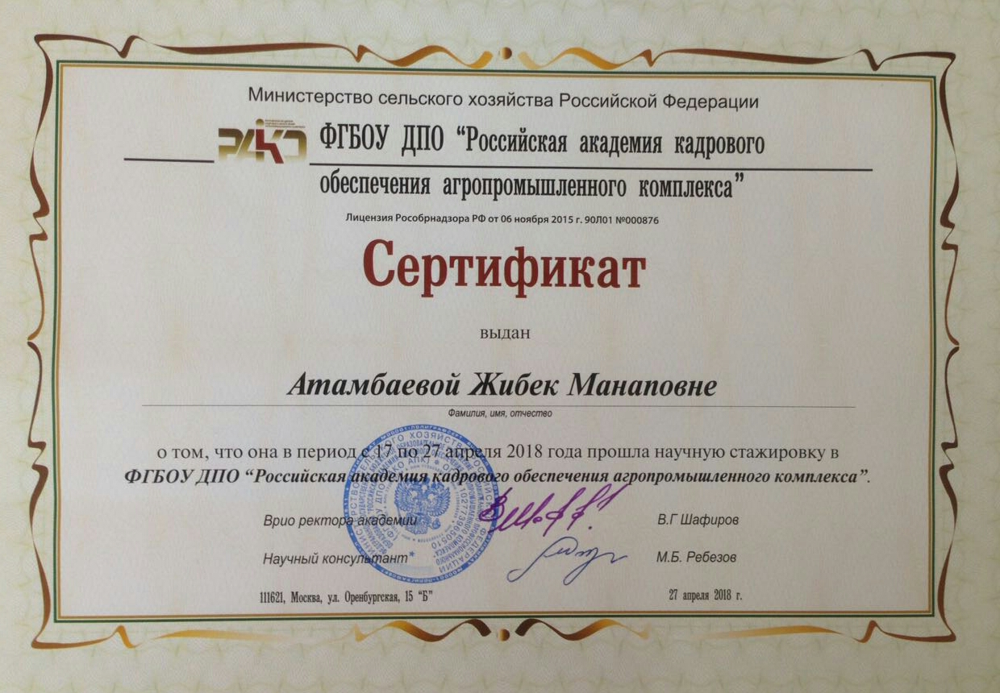 Министерство сельского хозяйства Российской Федерации
РАКО
ФГБОУ ДПО “Российская академия кадрового
обеспечения агропромышленного комплекса”
Лицензия Рособрнадзора РФ от 06 ноября 2015 г. 90Л01 №000876
Сертификат
выдан
Атамбаевой Жибек Манаповне
Фамилия, имя, отчество
о том, что она в период с 17 по 27 апреля 2018 года прошла научную стажировку в
ФГБОУ ДПО “Российская академия кадрового обеспечения агропромышленного комплекса”.
Врио ректора академии
В.Г Шафиров
Научный консультант
М.Б. Ребезов
111621, Москва, ул. Оренбургская, 15 “Б”
27 апреля 2018 г.